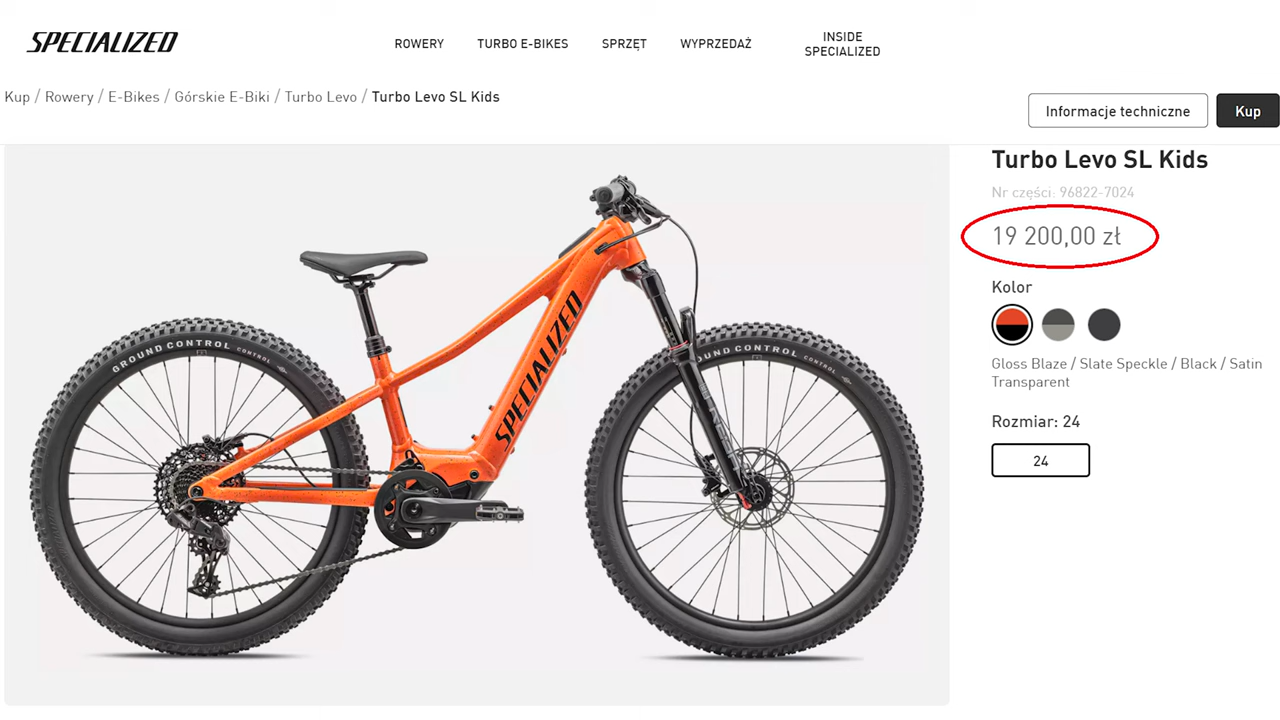 SPECIALIZED
ROWERY
TURBO E-BIKES
SPRZĘT
WYPRZEDAŻ
INSIDE
SPECIALIZED
Kup / Rowery / E-Bikes / Górskie E-Biki / Turbo Levo / Turbo Levo SL Kids
Informacje techniczne
Kup
Turbo Levo SL Kids
Nr części: 96822-7024
19 200,00 zł
Kolor
Gloss Blaze / Slate Speckle / Black / Satin
Transparent
Rozmiar: 24
24
GROUND CONTROL CONTROL
SPECIALIZED
GROUND CONTROL CONTROL